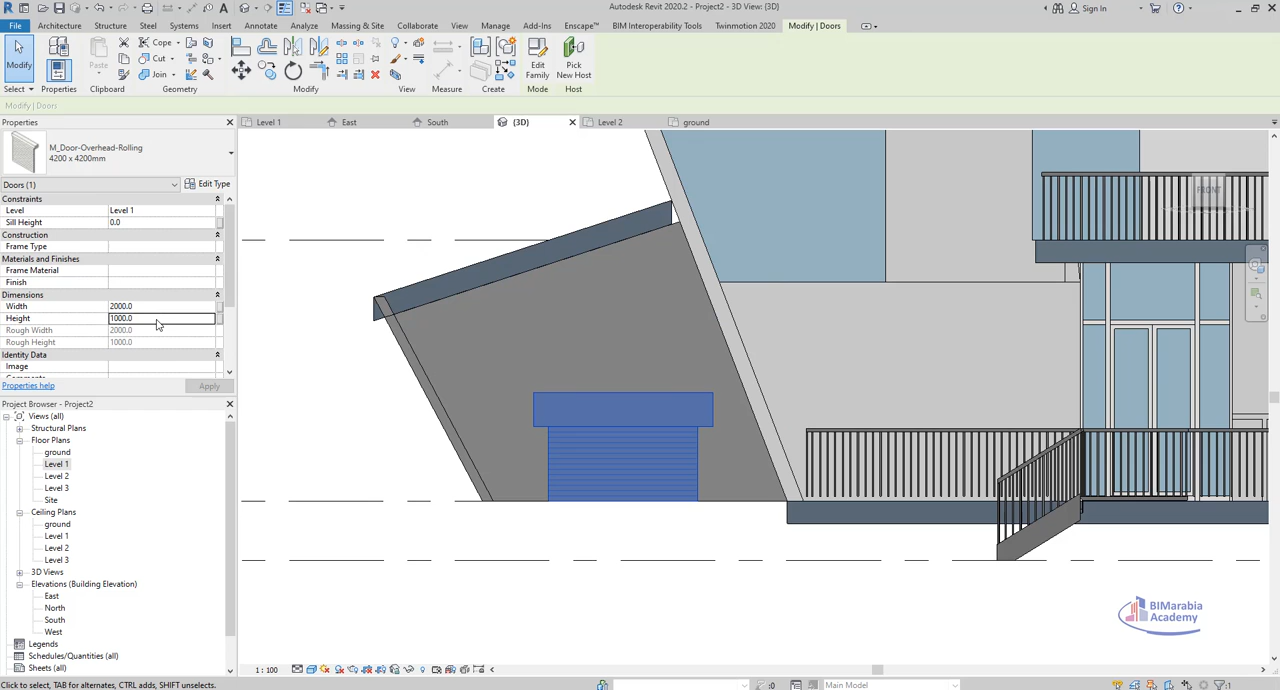 Autodesk Revit 2020.2 - Project2 - 3D View: {3D}
Sign In
File Architecture Structure Steel Systems Insert Annotate Analyze Massing & Site Collaborate View Manage Add-Ins Enscape™ BIM Interoperability Tools Twinmotion 2020 Modify | Doors
Modify
Paste
Cope
Cut
Join
Edit Family
Pick New Host
Select Properties Clipboard Geometry Modify View Measure Create Mode Host
Modify | Doors
Properties
Level 1 East South {3D} Level 2 ground
M_Door-Overhead-Rolling
4200 x 4200mm
Doors (1) Edit Type
Constraints
Level Level 1
Sill Height 0.0
Construction
Frame Type
Materials and Finishes
Frame Material
Finish
Dimensions
Width 2000.0
Height 1000.0
Rough Width 2000.0
Rough Height 1000.0
Identity Data
Image
Properties help Apply
Project Browser - Project2
Views (all)
Structural Plans
Floor Plans
ground
Level 1
Level 2
Level 3
Site
Ceiling Plans
ground
Level 1
Level 2
Level 3
3D Views
Elevations (Building Elevation)
East
North
South
West
Legends
Schedules/Quantities (all)
Sheets (all)
FRONT
BIMarabia
Academy
1 : 100
Click to select, TAB for alternates, CTRL adds, SHIFT unselects.
:0
Main Model
:1